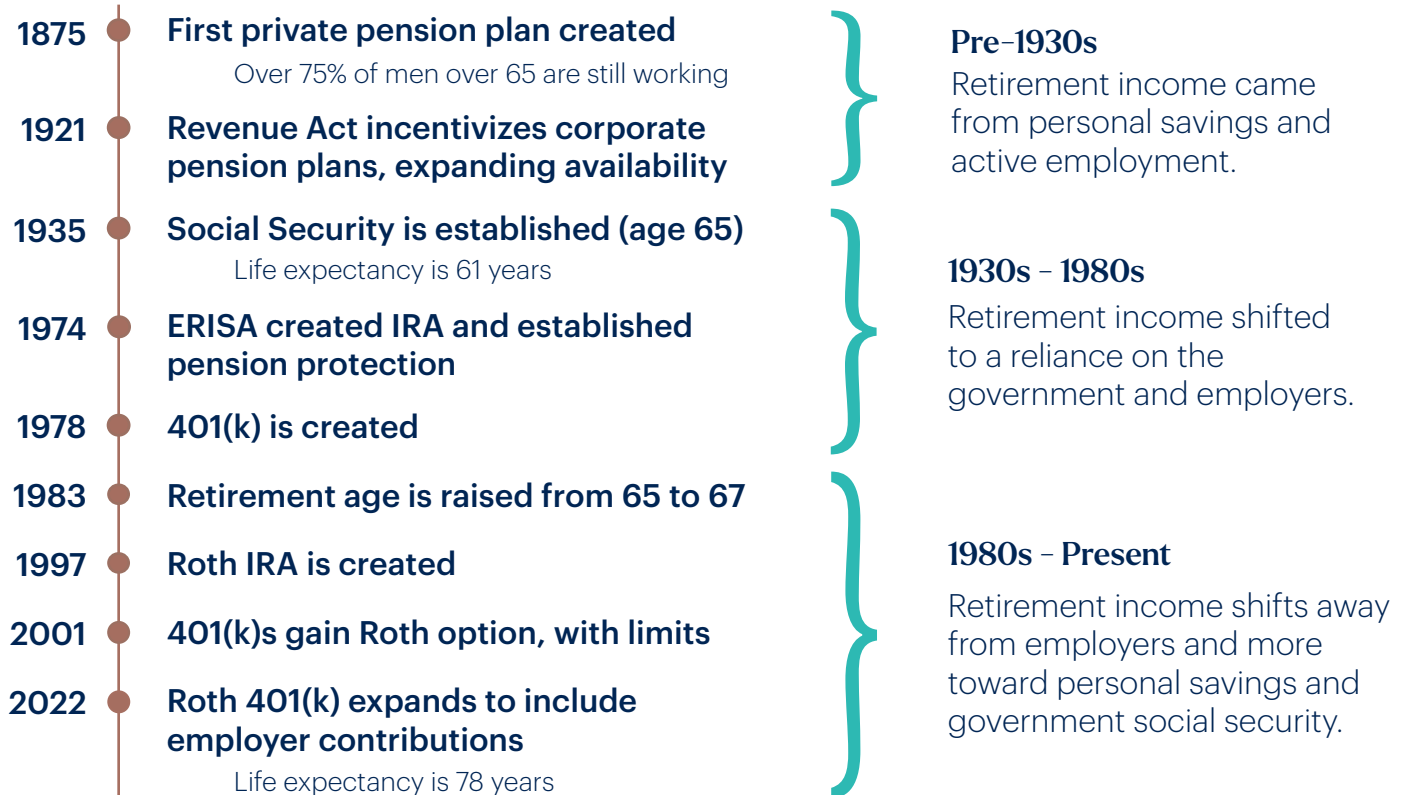 1875
First private pension plan created
Over 75% of men over 65 are still working
1921
Revenue Act incentivizes corporate
pension plans, expanding availability
Pre-1930s
Retirement income came
from personal savings and
active employment.
1935
Social Security is established (age 65)
Life expectancy is 61 years
1974
ERISA created IRA and established
pension protection
1978
401(k) is created
1930s - 1980s
Retirement income shifted
to a reliance on the
government and employers.
1983
Retirement age is raised from 65 to 67
1997
Roth IRA is created
2001
401(k)s gain Roth option, with limits
2022
Roth 401(k) expands to include
employer contributions
Life expectancy is 78 years
1980s - Present
Retirement income shifts away
from employers and more
toward personal savings and
government social security.